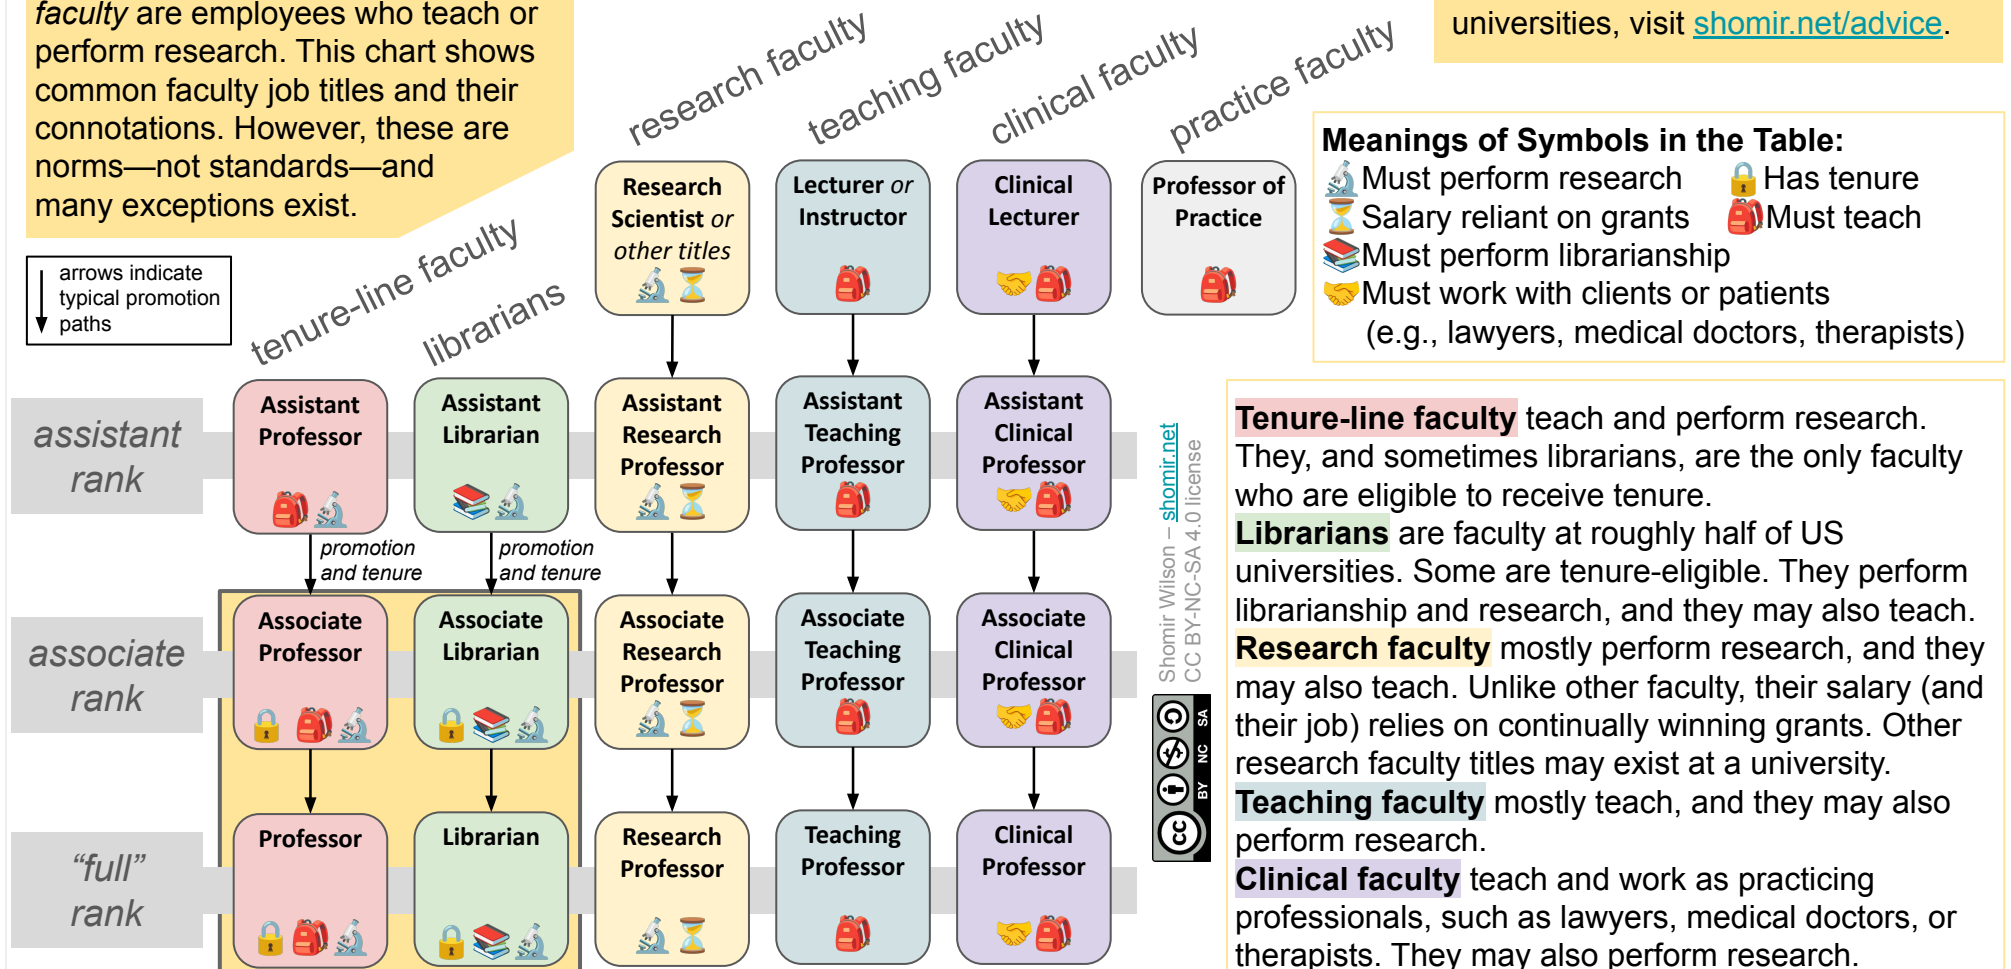 faculty are employees who teach or
perform research. This chart shows
common faculty job titles and their
connotations. However, these are
norms—not standards—and
many exceptions exist.
universities, visit shomir.net/advice.
arrows indicate
typical promotion
paths
tenure-line faculty
librarians
research faculty
teaching faculty
clinical faculty
practice faculty
Meanings of Symbols in the Table:
Must perform research
Has tenure
Salary reliant on grants
Must teach
Must perform librarianship
Must work with clients or patients
(e.g., lawyers, medical doctors, therapists)
Research
Scientist or
other titles
Lecturer or
Instructor
Clinical
Lecturer
Professor of
Practice
assistant
rank
Assistant
Professor
Assistant
Librarian
Assistant
Research
Professor
Assistant
Teaching
Professor
Assistant
Clinical
Professor
promotion
and tenure
promotion
and tenure
associate
rank
Associate
Professor
Associate
Librarian
Associate
Research
Professor
Associate
Teaching
Professor
Associate
Clinical
Professor
“full”
rank
Professor
Librarian
Research
Professor
Teaching
Professor
Clinical
Professor
Shomir Wilson – shomir.net
CC BY-NC-SA 4.0 license
cc
BY NC SA
Tenure-line faculty teach and perform research.
They, and sometimes librarians, are the only faculty
who are eligible to receive tenure.
Librarians are faculty at roughly half of US
universities. Some are tenure-eligible. They perform
librarianship and research, and they may also teach.
Research faculty mostly perform research, and they
may also teach. Unlike other faculty, their salary (and
their job) relies on continually winning grants. Other
research faculty titles may exist at a university.
Teaching faculty mostly teach, and they may also
perform research.
Clinical faculty teach and work as practicing
professionals, such as lawyers, medical doctors, or
therapists. They may also perform research.